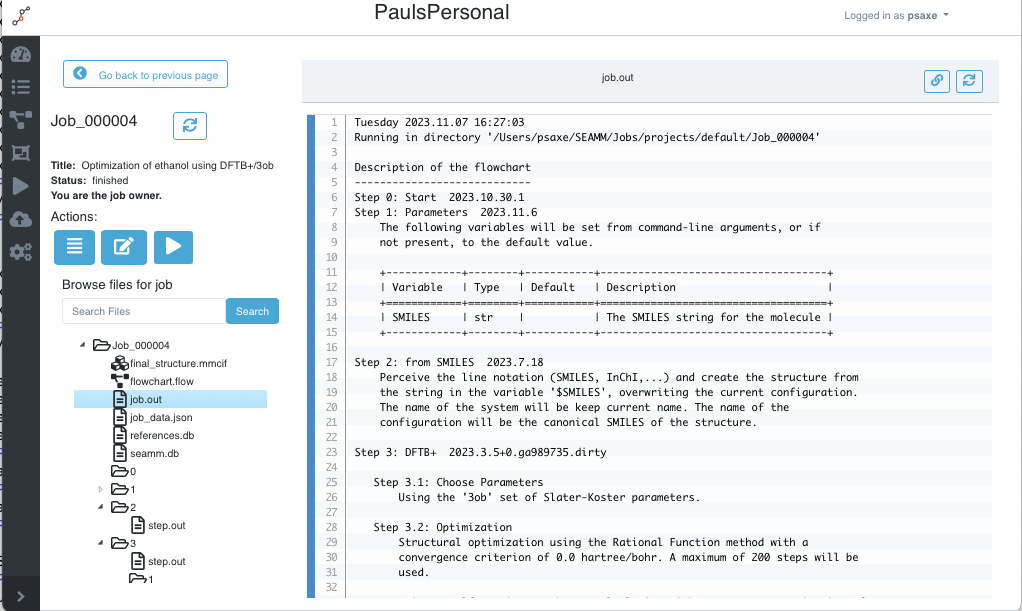 PaulsPersonal
Logged in as psaxe
Go back to previous page
Job_000004
Title: Optimization of ethanol using DFTB+/3ob
Status: finished
You are the job owner.
Actions:
Browse files for job
Search Files
Search
Job_000004
final_structure.mmcif
flowchart.flow
job.out
job_data.json
references.db
seamm.db
0
1
2
step.out
3
step.out
1
job.out
1 Tuesday 2023.11.07 16:27:03
2 Running in directory '/Users/psaxe/SEAMM/Jobs/projects/default/Job_000004'
3
4 Description of the flowchart
5 ----------------------------
6 Step 0: Start  2023.10.30.1
7 Step 1: Parameters  2023.11.6
8     The following variables will be set from command-line arguments, or if
9     not present, to the default value.
10
11     +------------+--------+-----------+-------------------------------------+
12     | Variable   | Type   | Default   | Description                         |
13     +============+========+===========+=====================================+
14     | SMILES     | str    |           | The SMILES string for the molecule |
15     +------------+--------+-----------+-------------------------------------+
16
17 Step 2: from SMILES  2023.7.18
18     Perceive the line notation (SMILES, InChI,...) and create the structure from
19     the string in the variable '$SMILES', overwriting the current configuration.
20     The name of the system will be keep current name. The name of the
21     configuration will be the canonical SMILES of the structure.
22
23 Step 3: DFTB+  2023.3.5+0.ga989735.dirty
24
25    Step 3.1: Choose Parameters
26        Using the '3ob' set of Slater-Koster parameters.
27
28    Step 3.2: Optimization
29        Structural optimization using the Rational Function method with a
30        convergence criterion of 0.0 hartree/bohr. A maximum of 200 steps will be
31        used.
32